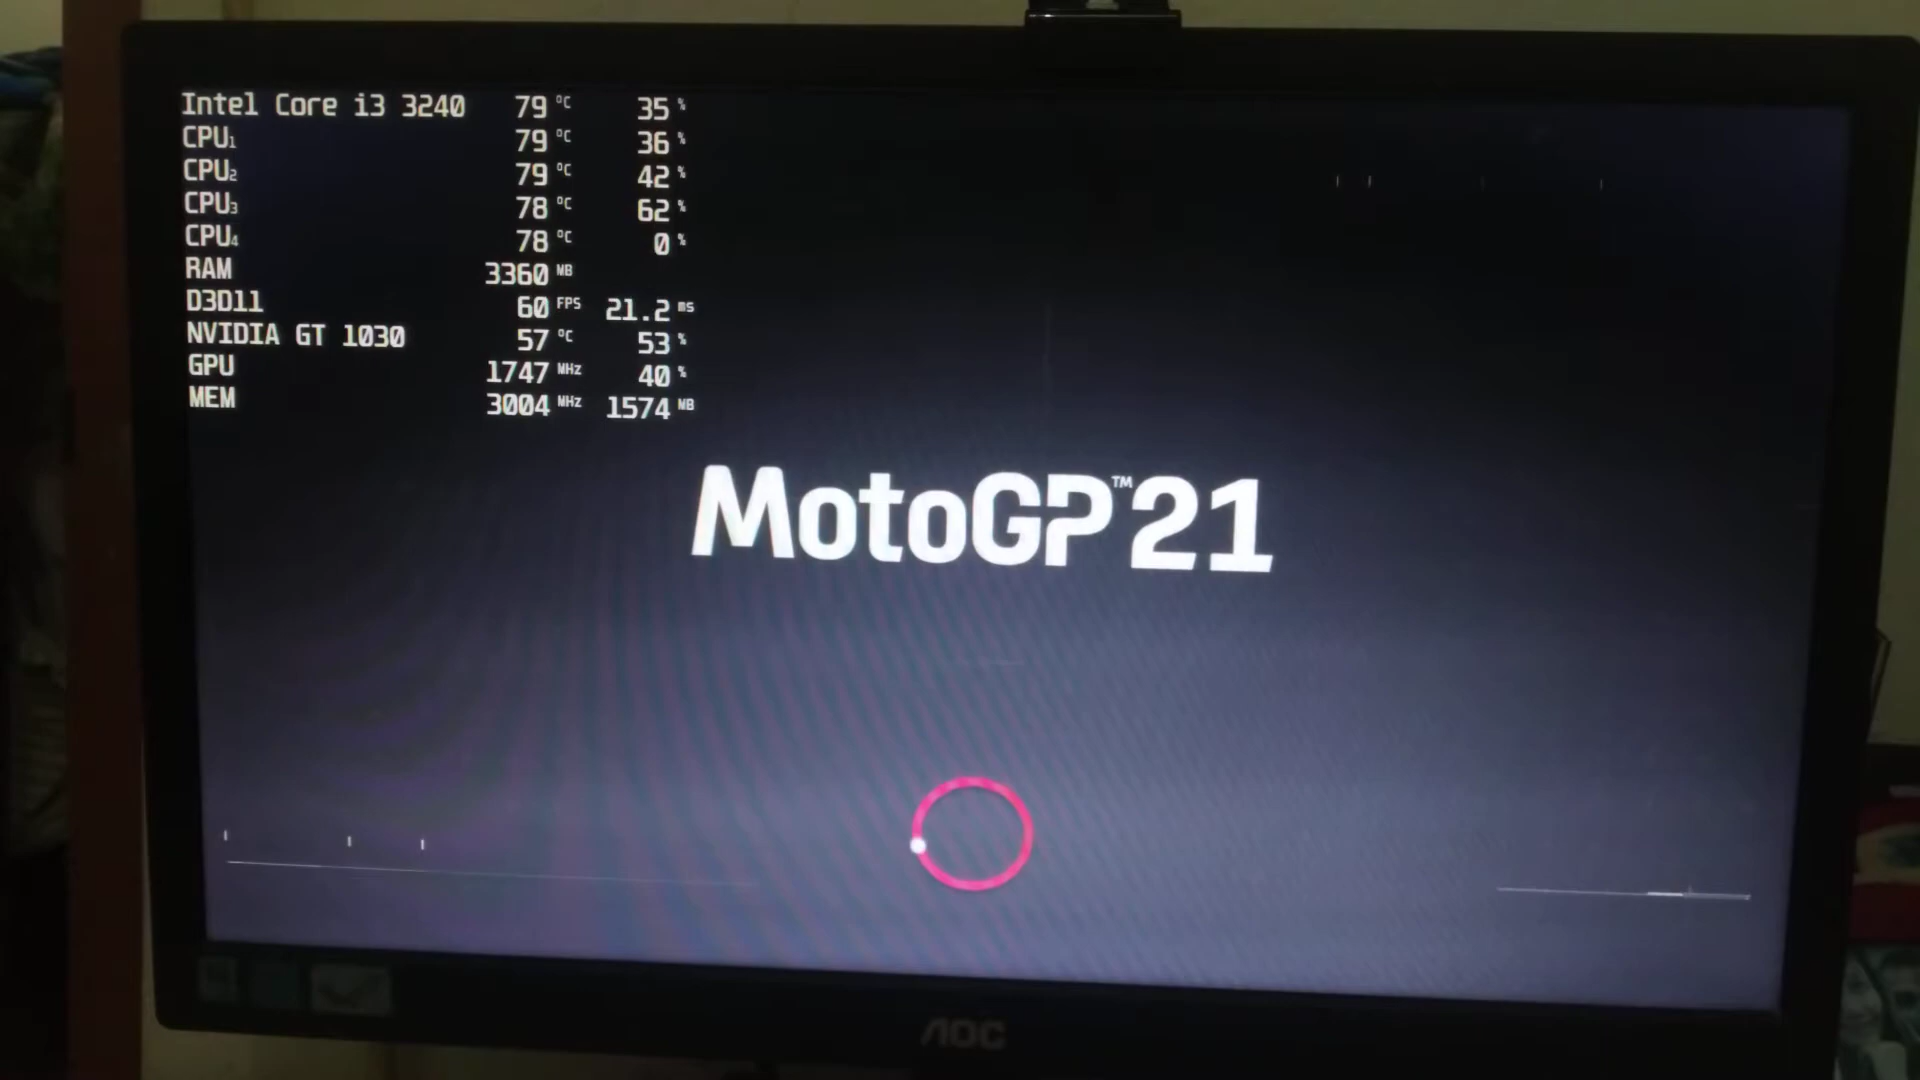 Intel Core i3 3240 79 °C 35 %
CPU1 79 °C 36 %
CPU2 79 °C 42 %
CPU3 78 °C 62 %
CPU4 78 °C 0 %
RAM 3360 MB
D3D11 60 FPS 21.2 ms
NVIDIA GT 1030 57 °C 53 %
GPU 1747 MHz 40 %
MEM 3004 MHz 1574 MB
MotoGP™21
AOC